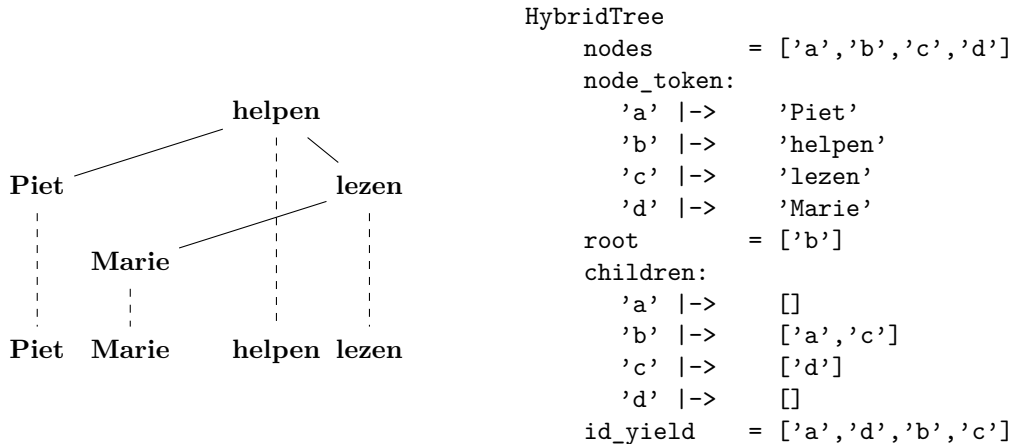 helpen
Piet lezen
Marie
Piet Marie helpen lezen
HybridTree
nodes = ['a','b','c','d']
node_token:
'a' |-> 'Piet'
'b' |-> 'helpen'
'c' |-> 'lezen'
'd' |-> 'Marie'
root = ['b']
children:
'a' |-> []
'b' |-> ['a','c']
'c' |-> ['d']
'd' |-> []
id_yield = ['a','d','b','c']